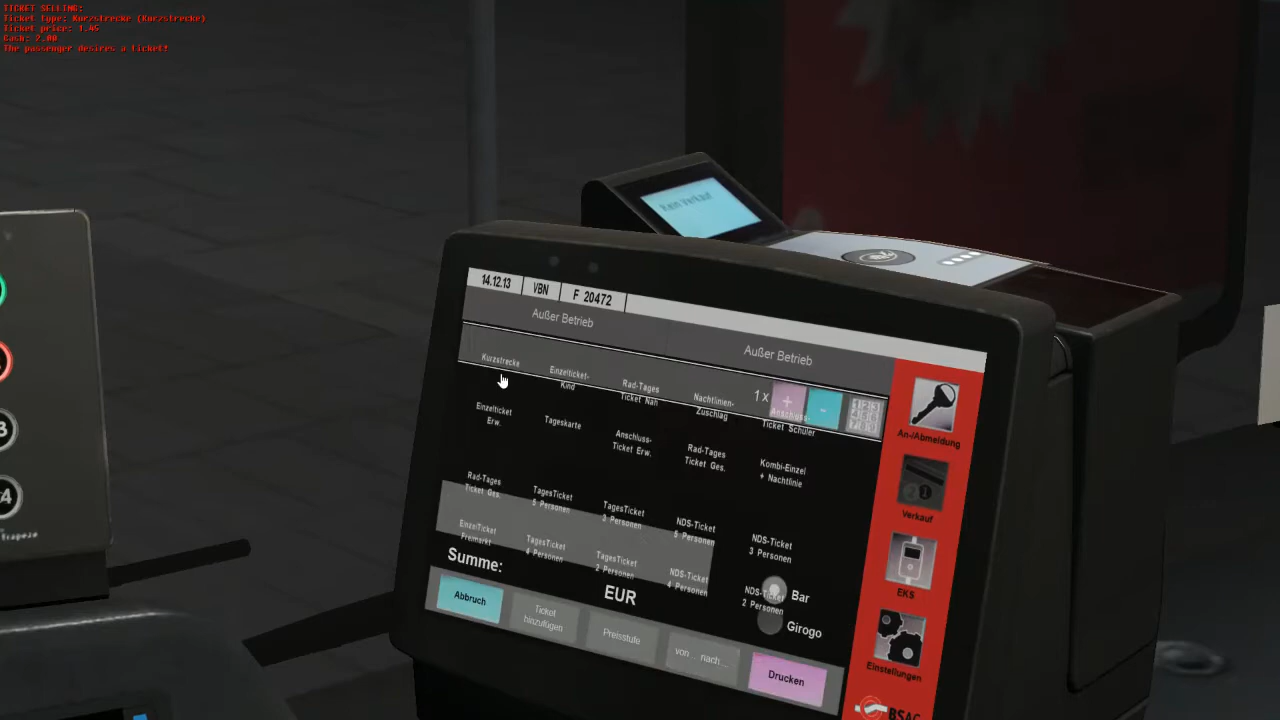 TICKET SELLING:
Ticket type: Kurzstrecke (Kurzstrecke)
Ticket price: 1.45
Cash: 2.00
The passenger desires a ticket!
Kein Verkauf
14.12.13 VBN F 20472
Außer Betrieb
Außer Betrieb
Kurzstrecke
Einzelticket-
Kind
Rad-Tages
Ticket Nah
Nachtlinien-
Zuschlag
1 x + -
Anschluss-
Ticket Schüler
Einzelticket
Erw.
Tageskarte
Anschluss-
Ticket Erw.
Rad-Tages
Ticket Ges.
Kombi-Einzel
+ Nachtlinie
Rad-Tages
Ticket Ges.
TagesTicket
5 Personen
TagesTicket
3 Personen
NDS-Ticket
5 Personen
NDS-Ticket
3 Personen
EinzelTicket
Freimarkt
TagesTicket
4 Personen
TagesTicket
2 Personen
NDS-Ticket
4 Personen
NDS-Ticket
2 Personen
Summe:
EUR
Bar
Girogo
Abbruch
Ticket
hinzufügen
Preisstufe
von... nach...
Drucken
An-/Abmeldung
Verkauf
EKS
Einstellungen
BSAG
3
4